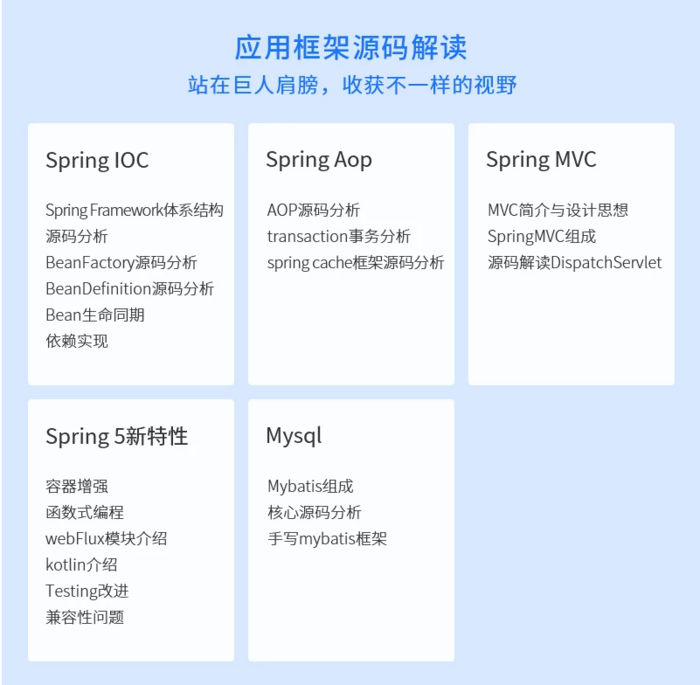 应用框架源码解读
站在巨人肩膀，收获不一样的视野
Spring IOC
Spring Framework体系结构
源码分析
BeanFactory源码分析
BeanDefinition源码分析
Bean生命同期
依赖实现
Spring Aop
AOP源码分析
transaction事务分析
spring cache框架源码分析
Spring MVC
MVC简介与设计思想
SpringMVC组成
源码解读DispatchServlet
Spring 5新特性
容器增强
函数式编程
webFlux模块介绍
kotlin介绍
Testing改进
兼容性问题
Mysql
Mybatis组成
核心源码分析
手写mybatis框架